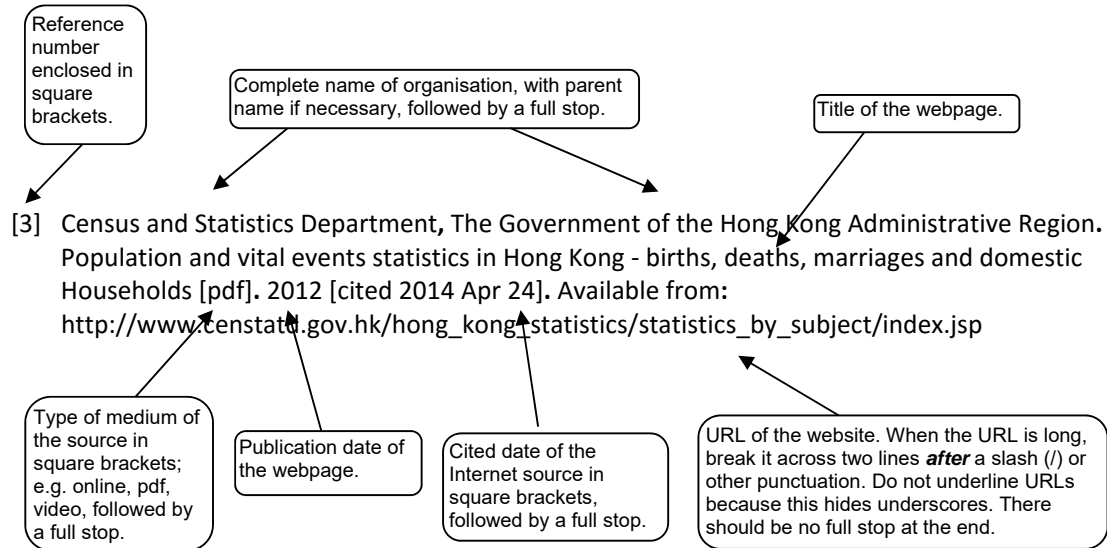 Reference
number
enclosed in
square
brackets.
Complete name of organisation, with parent
name if necessary, followed by a full stop.
Title of the webpage.
[3] Census and Statistics Department, The Government of the Hong Kong Administrative Region.
Population and vital events statistics in Hong Kong - births, deaths, marriages and domestic
Households [pdf]. 2012 [cited 2014 Apr 24]. Available from:
http://www.censtatd.gov.hk/hong_kong_statistics/statistics_by_subject/index.jsp
Type of medium of
the source in
square brackets;
e.g. online, pdf,
video, followed by
a full stop.
Publication date of
the webpage.
Cited date of the
Internet source in
square brackets,
followed by a full stop.
URL of the website. When the URL is long,
break it across two lines after a slash (/) or
other punctuation. Do not underline URLs
because this hides underscores. There
should be no full stop at the end.